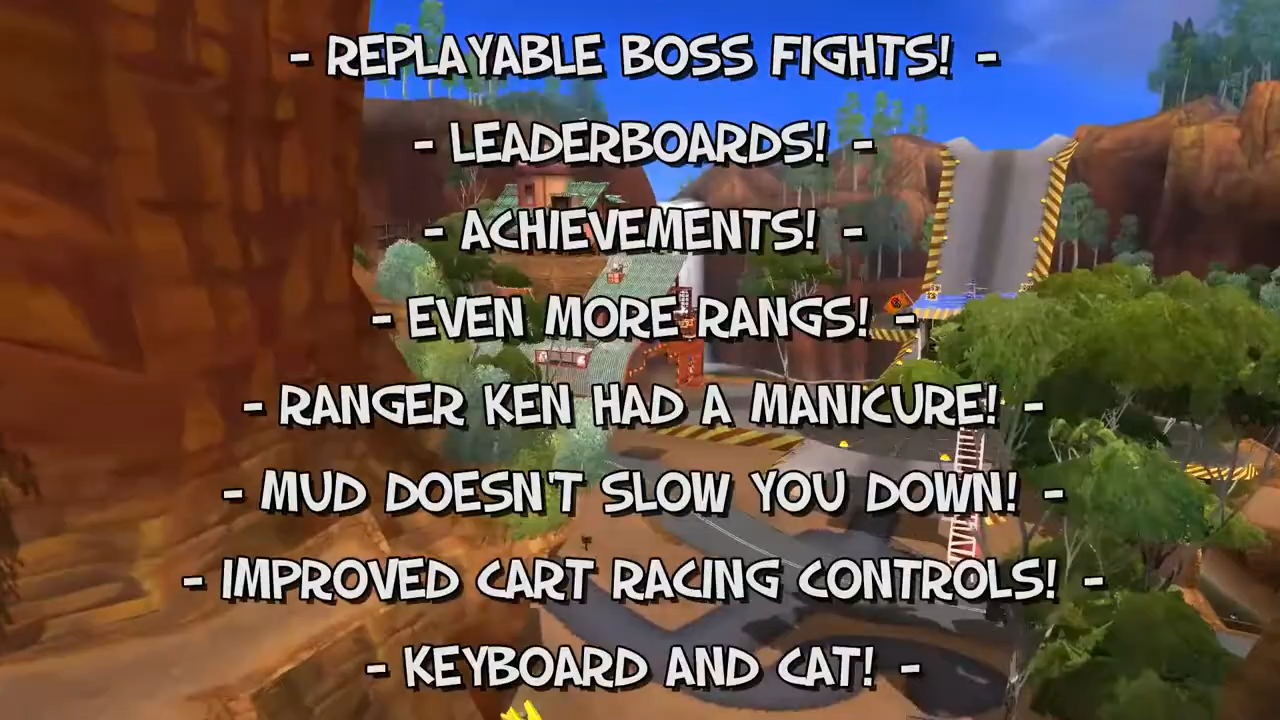 - REPLAYABLE BOSS FIGHTS! -
- LEADERBOARDS! -
- ACHIEVEMENTS! -
- EVEN MORE RANGS! -
- RANGER KEN HAD A MANICURE! -
- MUD DOESN'T SLOW YOU DOWN! -
- IMPROVED CART RACING CONTROLS! -
- KEYBOARD AND CAT! -